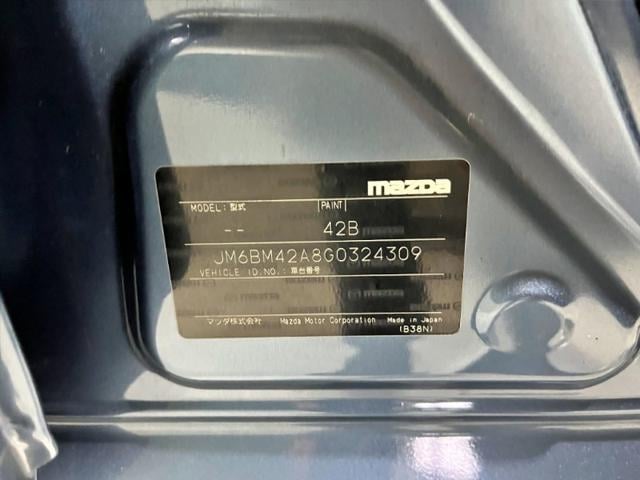 mazda
MODEL:型式 PAINT
-- 42B
JM6BM42A8G0324309
VEHICLE ID.NO.:車台番号
マツダ株式会社 Mazda Motor Corporation Made in Japan
(B38N)